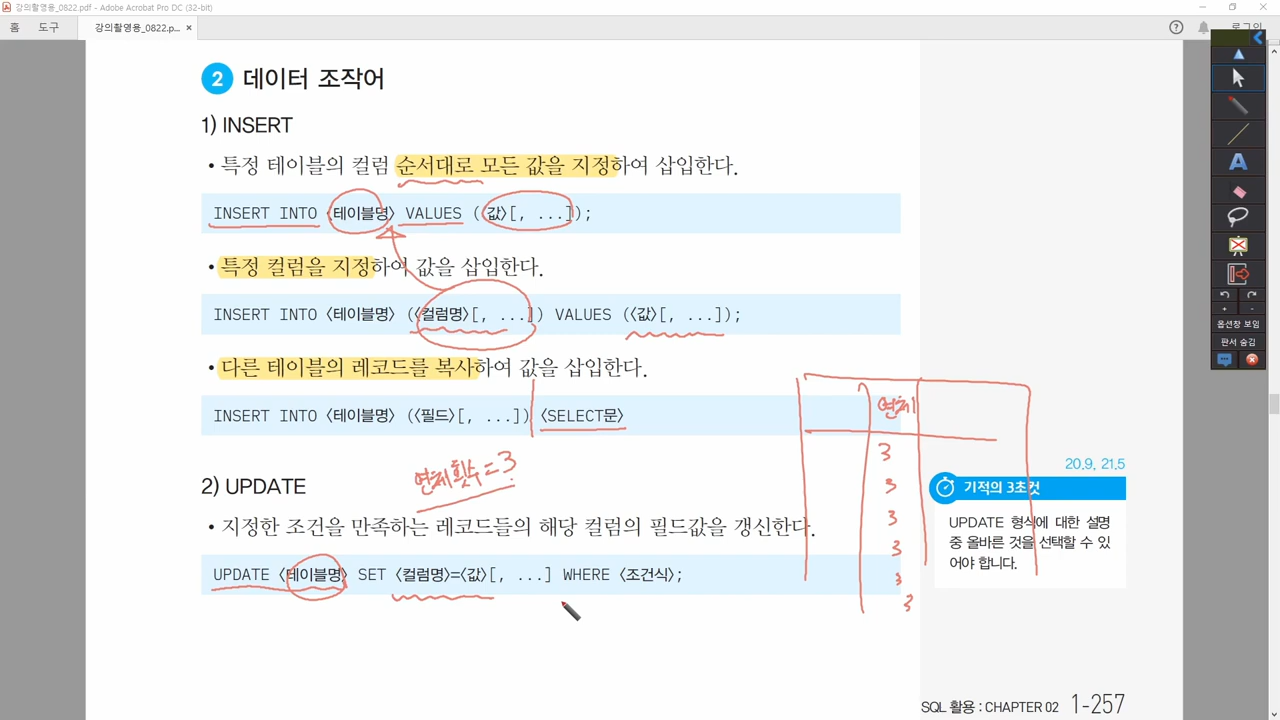 강의촬영용_0822.pdf - Adobe Acrobat Pro DC (32-bit)
홈 도구 강의촬영용_0822.p... × 로그인
2 데이터 조작어
1) INSERT
• 특정 테이블의 컬럼 순서대로 모든 값을 지정하여 삽입한다.
INSERT INTO 〈테이블명〉 VALUES (〈값〉[, ...]);
• 특정 컬럼을 지정하여 값을 삽입한다.
INSERT INTO 〈테이블명〉 (〈컬럼명〉[, ...]) VALUES (〈값〉[, ...]);
• 다른 테이블의 레코드를 복사하여 값을 삽입한다.
INSERT INTO 〈테이블명〉 (〈필드〉[, ...]) 〈SELECT문〉
연체횟수=3
2) UPDATE
• 지정한 조건을 만족하는 레코드들의 해당 컬럼의 필드값을 갱신한다.
UPDATE 〈테이블명〉 SET 〈컬럼명〉=〈값〉[, ...] WHERE 〈조건식〉;
연체
3
3
3
3
3
3
20.9, 21.5
기적의 3초컷
UPDATE 형식에 대한 설명
중 올바른 것을 선택할 수 있
어야 합니다.
SQL 활용 : CHAPTER 02 1-257
A
+ -
옵션창 보임
판서 숨김